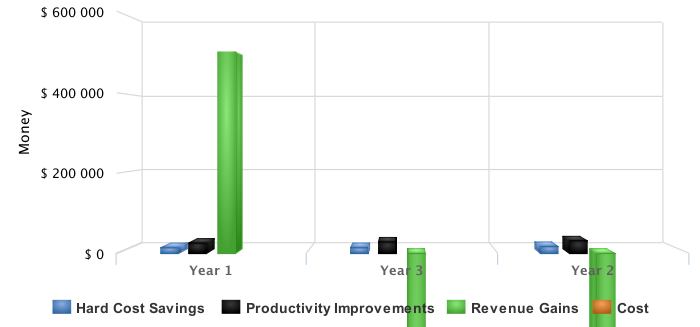 $ 600 000
$ 400 000
$ 200 000
$ 0
Money
Year 1
Year 3
Year 2
Hard Cost Savings
Productivity Improvements
Revenue Gains
Cost